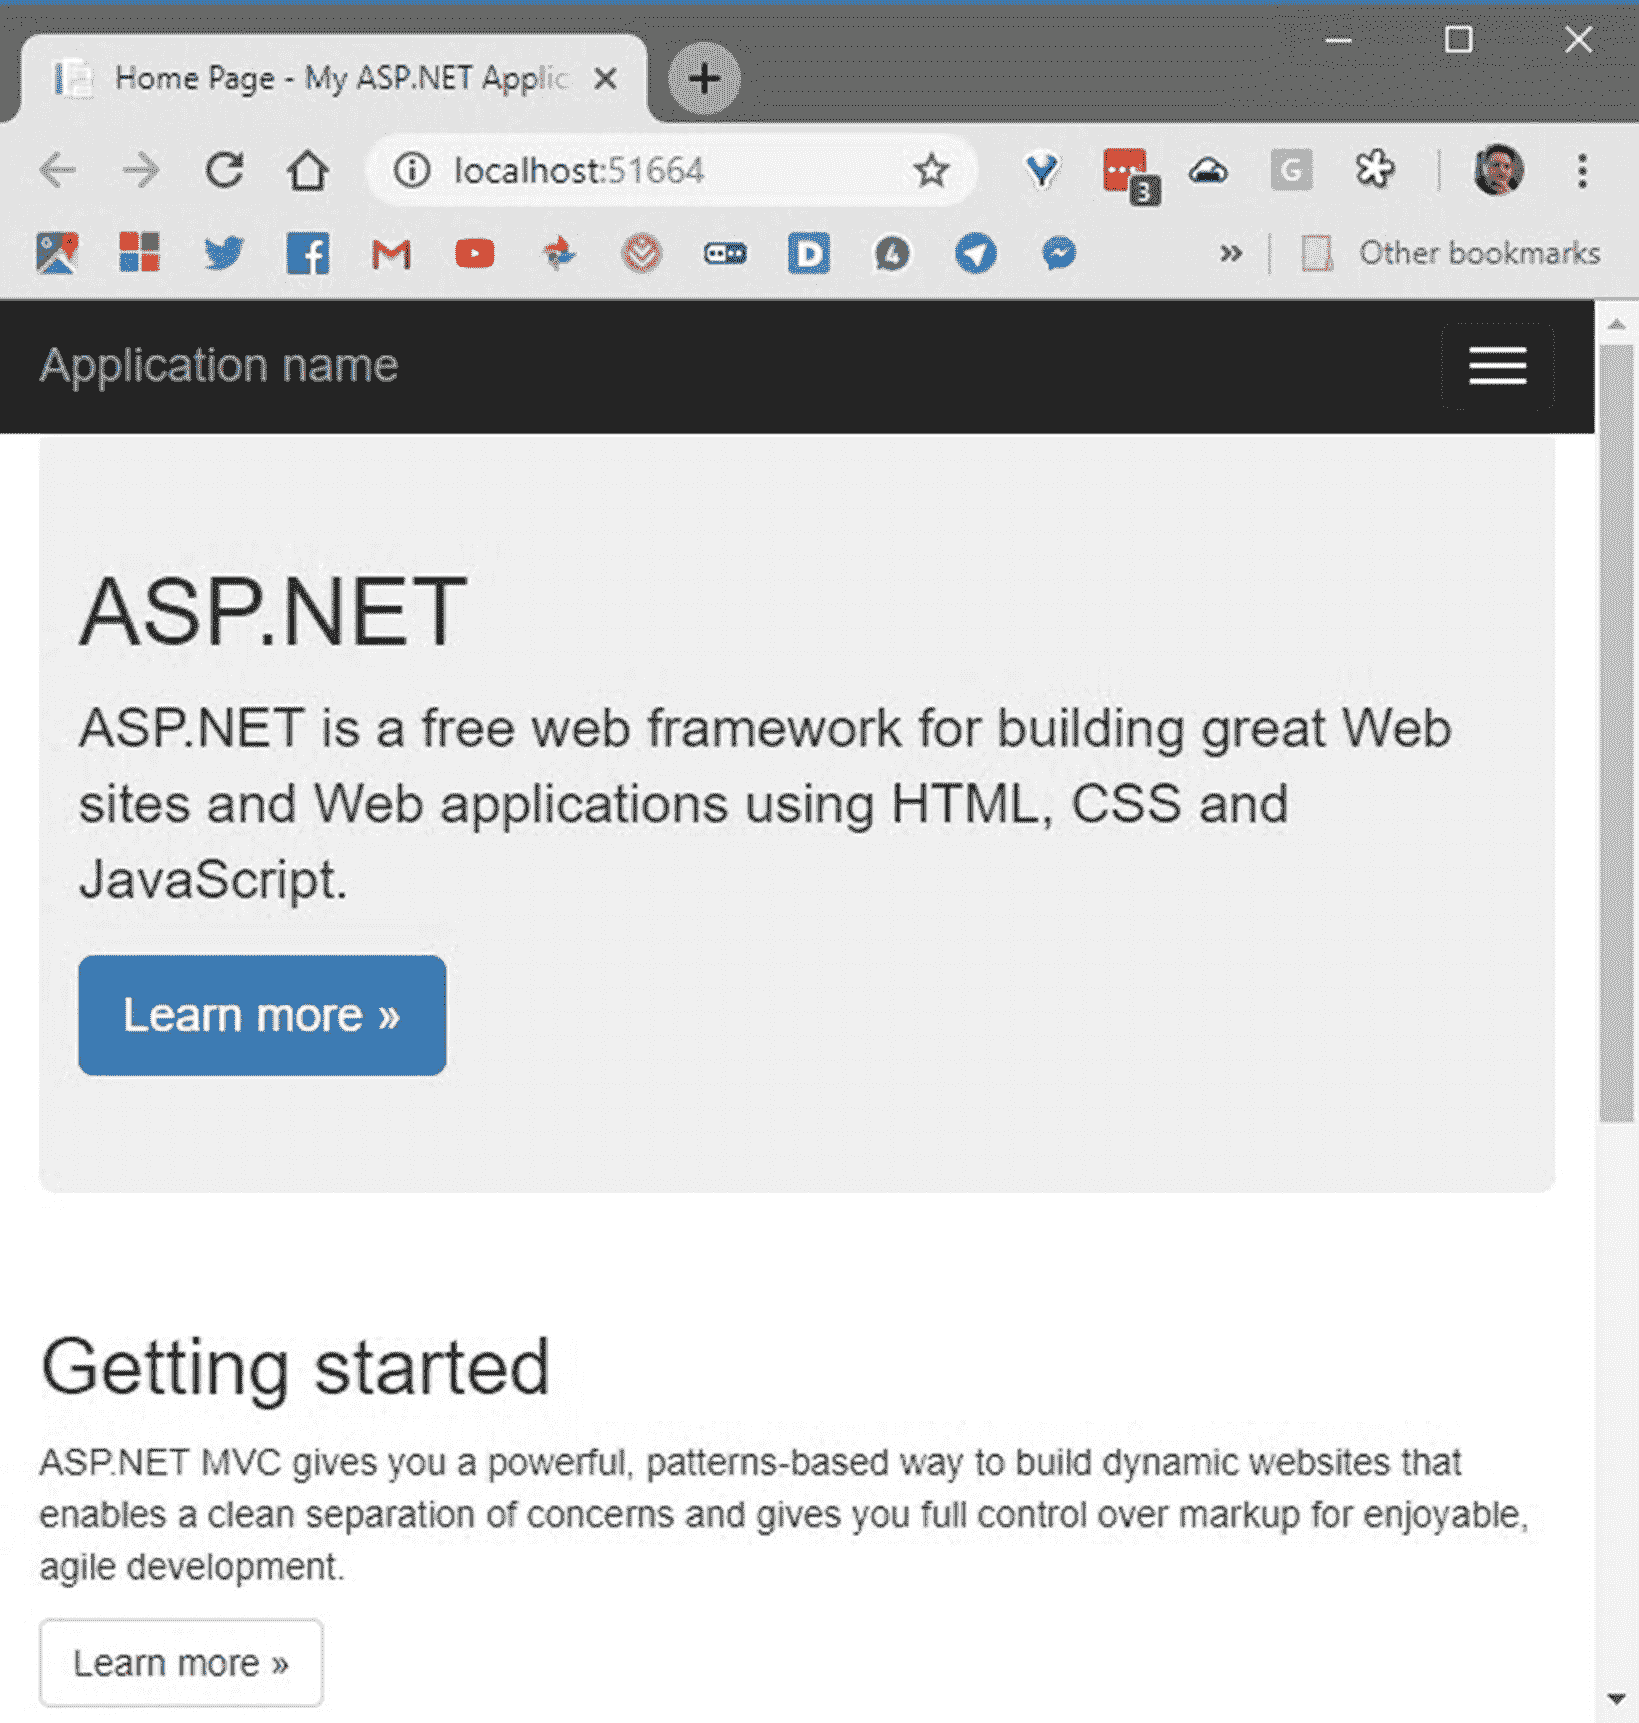 Home Page - My ASP.NET Applic
localhost:51664
3
G
G
D
4
Other bookmarks
Application name
ASP.NET
ASP.NET is a free web framework for building great Web
sites and Web applications using HTML, CSS and
JavaScript.
Learn more »
Getting started
ASP.NET MVC gives you a powerful, patterns-based way to build dynamic websites that
enables a clean separation of concerns and gives you full control over markup for enjoyable,
agile development.
Learn more »